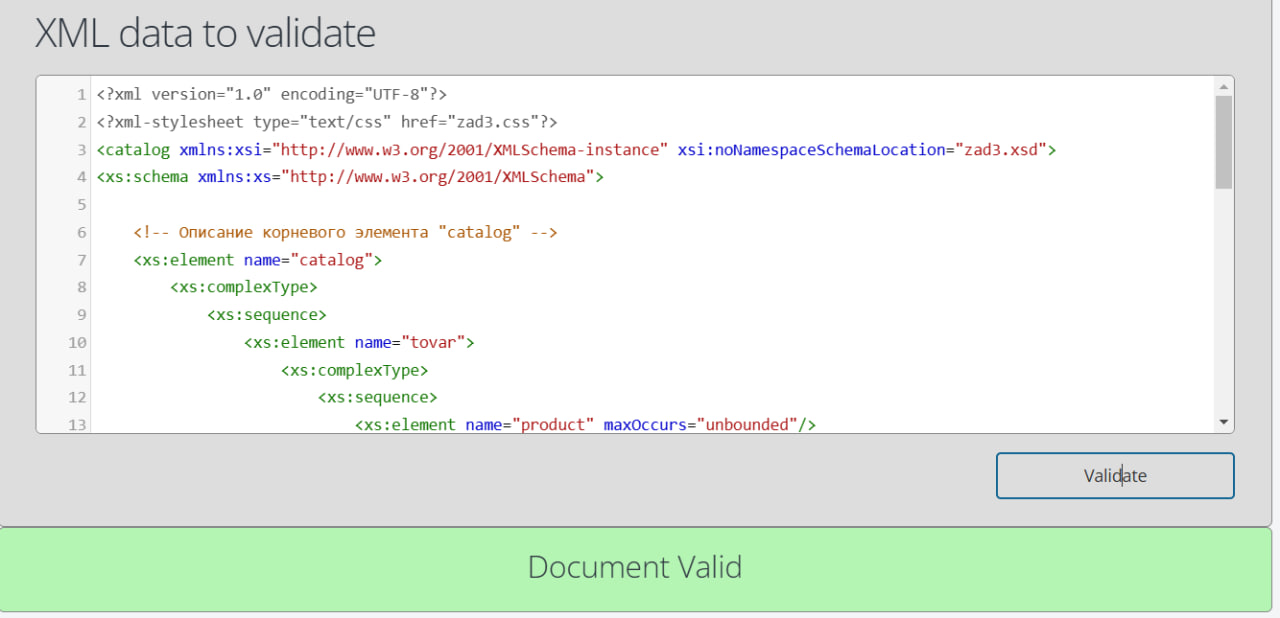 XML data to validate
1 <?xml version="1.0" encoding="UTF-8"?>
2 <?xml-stylesheet type="text/css" href="zad3.css"?>
3 <catalog xmlns:xsi="http://www.w3.org/2001/XMLSchema-instance" xsi:noNamespaceSchemaLocation="zad3.xsd">
4 <xs:schema xmlns:xs="http://www.w3.org/2001/XMLSchema">
5
6 <!-- Описание корневого элемента "catalog" -->
7 <xs:element name="catalog">
8 <xs:complexType>
9 <xs:sequence>
10 <xs:element name="tovar">
11 <xs:complexType>
12 <xs:sequence>
13 <xs:element name="product" maxOccurs="unbounded"/>
Validate
Document Valid